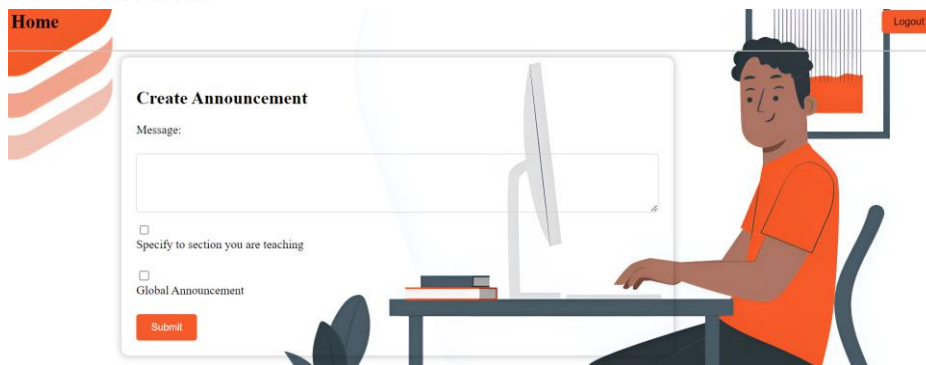 Home
Logout
Create Announcement
Message:
Specify to section you are teaching
Global Announcement
Submit